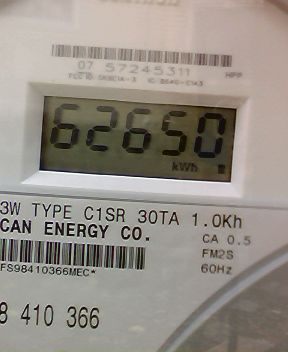 07 57245311 HPP
62650
kWh
3W TYPE C1SR 30TA 1.0Kh
CAN ENERGY CO.
CA 0.5
FM2S
FS98410366MEC*
60Hz
8 410 366